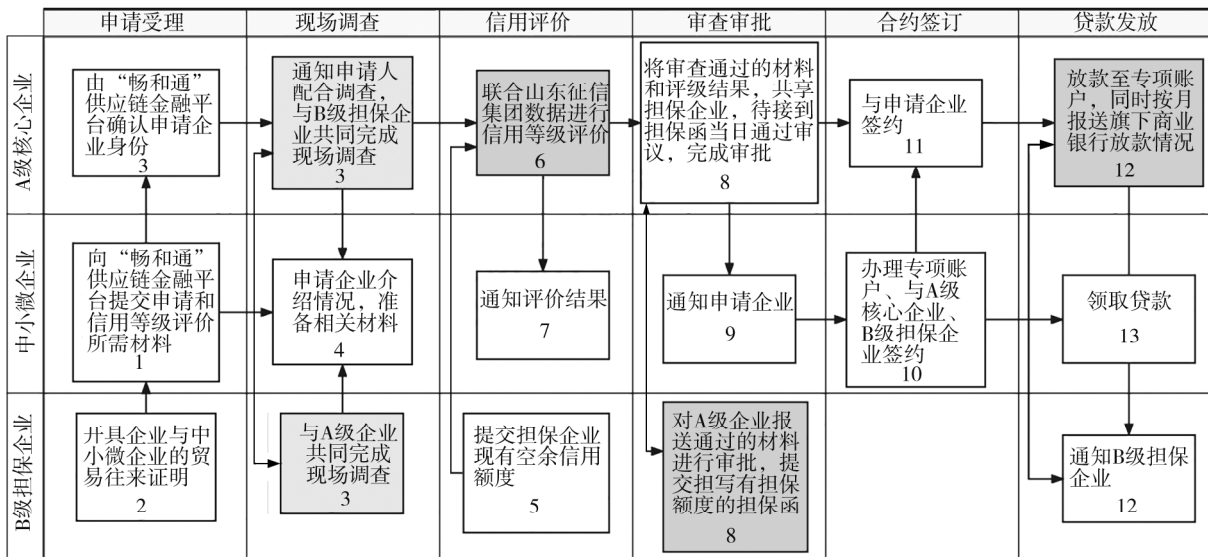 申请受理
现场调查
信用评价
审查审批
合约签订
贷款发放
A级核心企业
由“畅和通”
供应链金融平
台确认申请企
业身份
3
通知申请人
配合调查，
与B级担保企
业共同完成
现场调查
3
联合山东征信
集团数据进行
信用等级评价
6
将审查通过的材料
和评级结果，共享
担保企业，待接到
担保函当日通过审
议，完成审批
8
与申请企业
签约
11
放款至专项账
户，同时按月
报送旗下商业
银行放款情况
12
中小微企业
向“畅和通”
供应链金融平
台提交申请和
信用等级评价
所需材料
1
申请企业介
绍情况，准
备相关材料
4
通知评价结果
7
通知申请企业
9
办理专项账
户、与A级
核心企业、
B级担保企
业签约
10
领取贷款
13
B级担保企业
开具企业与中
小微企业的贸
易往来证明
2
与A级企业
共同完成
现场调查
3
提交担保企业
现有空余信用
额度
5
对A级企业报
送通过的材料
进行审批，提
交担写有担保
额度的担保函
8
通知B级担保
企业
12